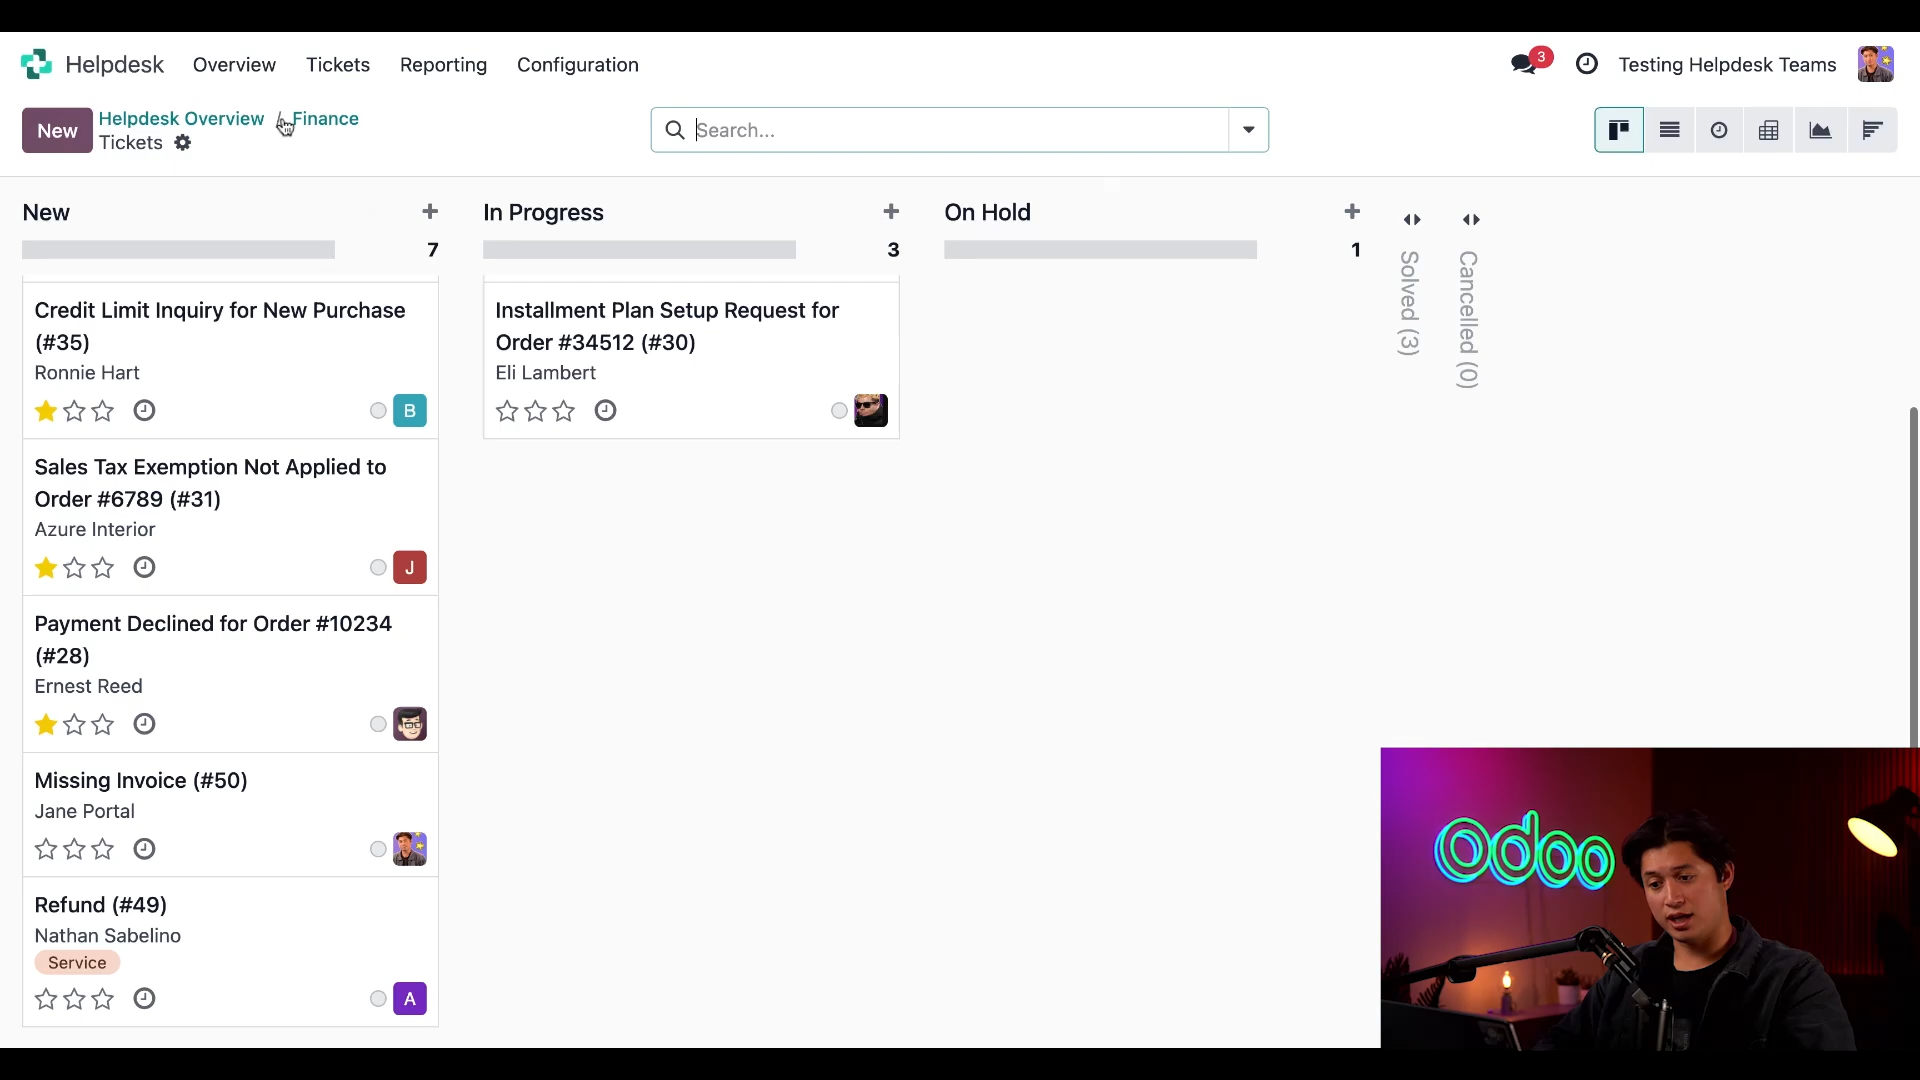 Helpdesk Overview Tickets Reporting Configuration
3 Testing Helpdesk Teams
New Helpdesk Overview / Finance
Tickets
Search...
New
7
In Progress
3
On Hold
1
Solved (3)
Cancelled (0)
Credit Limit Inquiry for New Purchase
(#35)
Ronnie Hart
B
Sales Tax Exemption Not Applied to
Order #6789 (#31)
Azure Interior
J
Payment Declined for Order #10234
(#28)
Ernest Reed
Missing Invoice (#50)
Jane Portal
Refund (#49)
Nathan Sabelino
Service
A
Installment Plan Setup Request for
Order #34512 (#30)
Eli Lambert
odoo